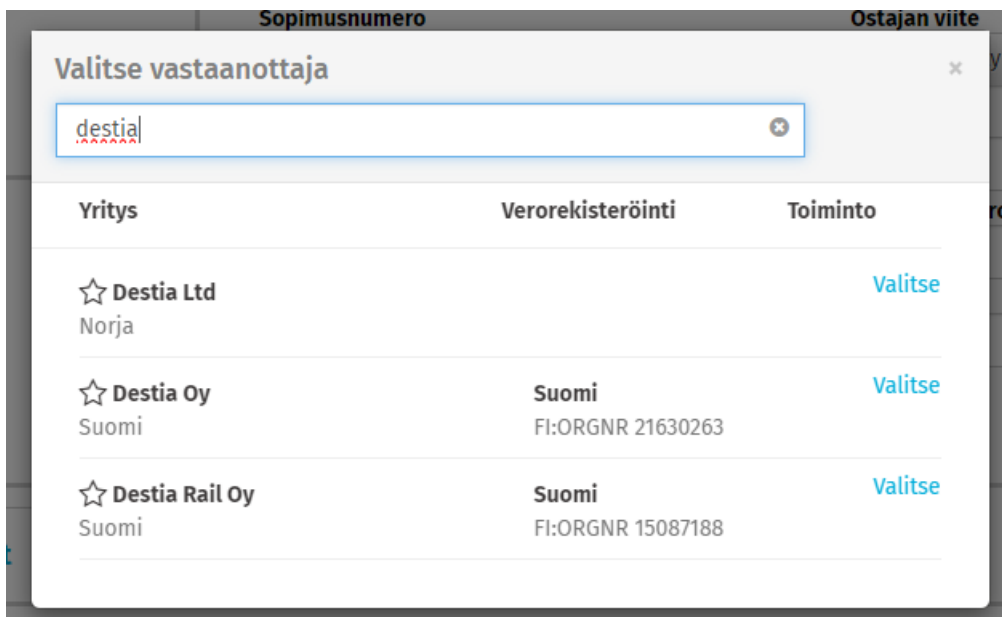 Sopimusnumero Ostajan viite
Valitse vastaanottaja ×
destia
Yritys Verorekisteröinti Toiminto
Destia Ltd Valitse
Norja
Destia Oy Suomi Valitse
Suomi FI:ORGNR 21630263
Destia Rail Oy Suomi Valitse
Suomi FI:ORGNR 15087188